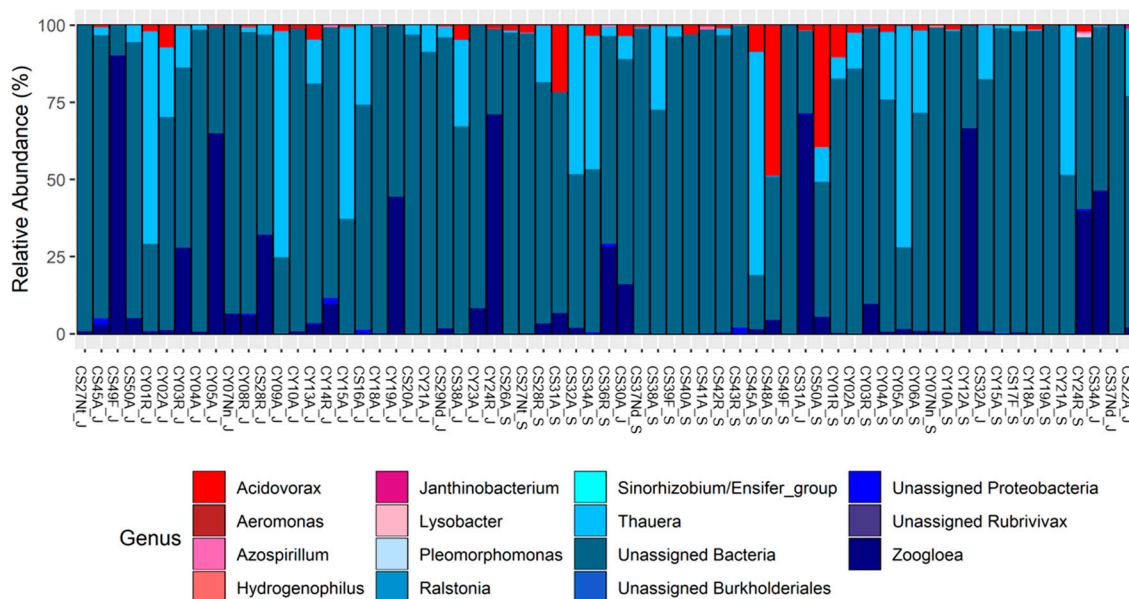 Relative Abundance (%)
100
75
50
25
0
CS27Nt_J
CS45A_J
CS49F_J
CS50A_J
CY01R_J
CY02A_J
CY03R_J
CY04A_J
CY05A_J
CY07Nn_J
CY08R_J
CS28R_J
CY09A_J
CY10A_J
CY13A_J
CY14R_J
CY15A_J
CS16A_J
CY18A_J
CY19A_J
CS20A_J
CY21A_J
CS29Nd_J
CS38A_J
CY23A_J
CY24R_J
CS26A_S
CS27Nt_S
CS28R_S
CS31A_S
CS32A_S
CS34A_S
CS36R_S
CS30A_J
CS37Nd_S
CS38A_S
CS39F_S
CS40A_S
CS41A_S
CS42R_S
CS43R_S
CS45A_S
CS48A_S
CS49F_S
CS31A_J
CS50A_S
CY01R_S
CY02A_S
CY03R_S
CY04A_S
CY05A_S
CY06A_S
CY07Nn_S
CY10A_S
CY12A_J
CS32A_J
CY15A_S
CS17F_S
CY18A_S
CY19A_S
CY21A_S
CY24R_S
CS34A_J
CS37Nd_J
CS22A_J
Genus
Acidovorax
Aeromonas
Azospirillum
Hydrogenophilus
Janthinobacterium
Lysobacter
Pleomorphomonas
Ralstonia
Sinorhizobium/Ensifer_group
Thauera
Unassigned Bacteria
Unassigned Burkholderiales
Unassigned Proteobacteria
Unassigned Rubrivivax
Zoogloea